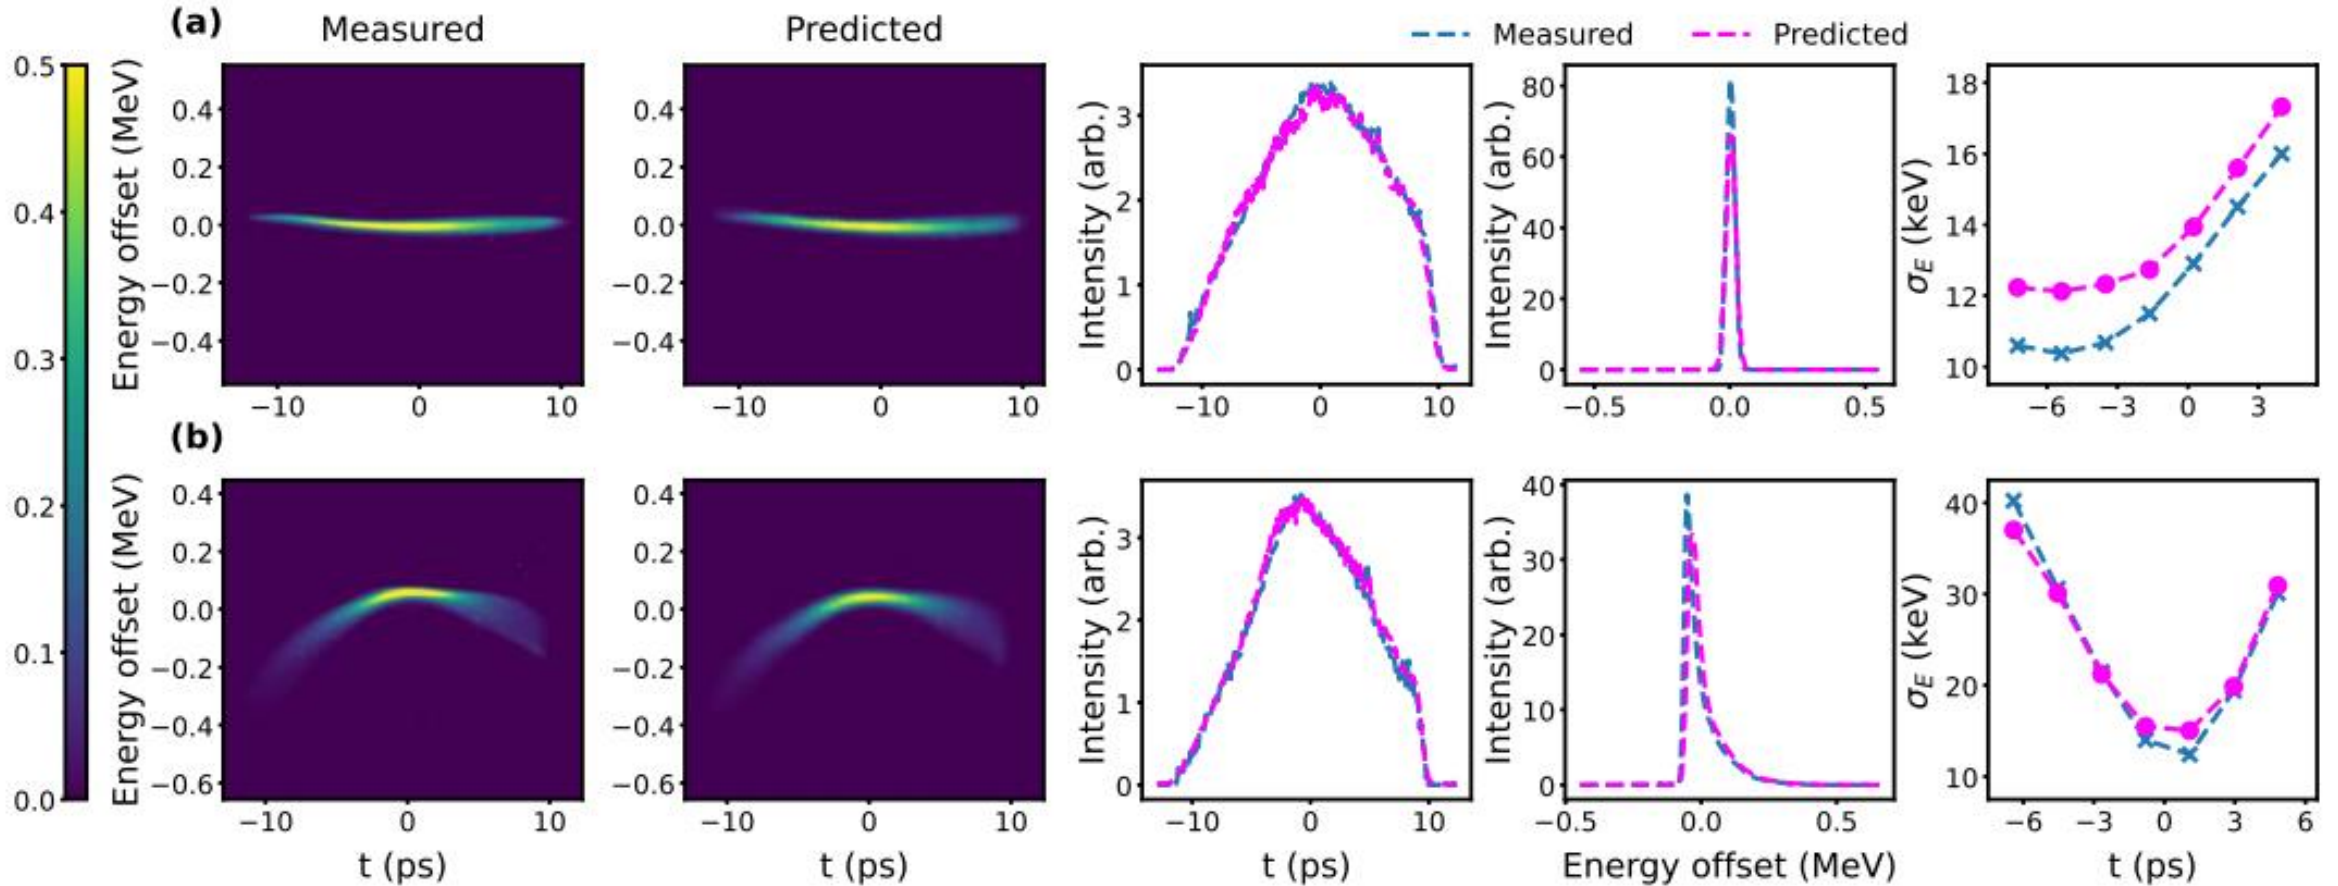 (a)
Measured
Predicted
Measured
Predicted
0.5
0.4
0.3
0.2
0.1
0.0
Energy offset (MeV)
0.4
0.2
0.0
−0.2
−0.4
−10 0 10
0.4
0.2
0.0
−0.2
−0.4
−10 0 10
Intensity (arb.)
3
2
1
0
−10 0 10
Intensity (arb.)
80
60
40
20
0
−0.5 0.0 0.5
σE (keV)
18
16
14
12
10
−6 −3 0 3
(b)
Energy offset (MeV)
0.4
0.2
0.0
−0.2
−0.4
−0.6
−10 0 10
t (ps)
0.4
0.2
0.0
−0.2
−0.4
−0.6
−10 0 10
t (ps)
Intensity (arb.)
3
2
1
0
−10 0 10
t (ps)
Intensity (arb.)
40
30
20
10
0
−0.5 0.0 0.5
Energy offset (MeV)
σE (keV)
40
30
20
10
−6 −3 0 3 6
t (ps)